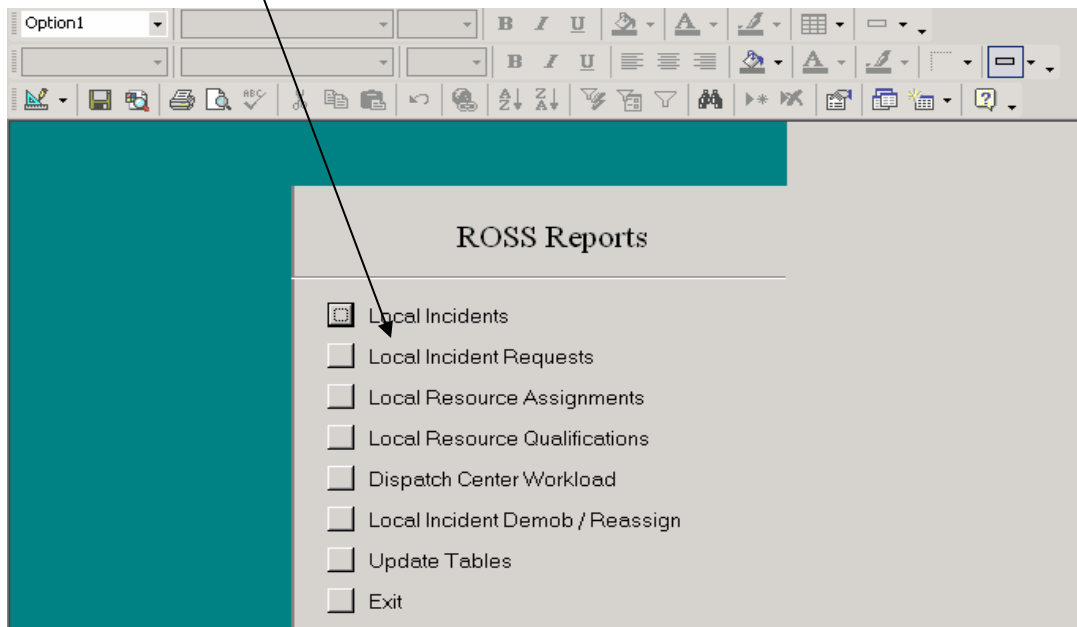 Option1
B I U A
B I U A
ABC A Z Z A ?
ROSS Reports
Local Incidents
Local Incident Requests
Local Resource Assignments
Local Resource Qualifications
Dispatch Center Workload
Local Incident Demob / Reassign
Update Tables
Exit